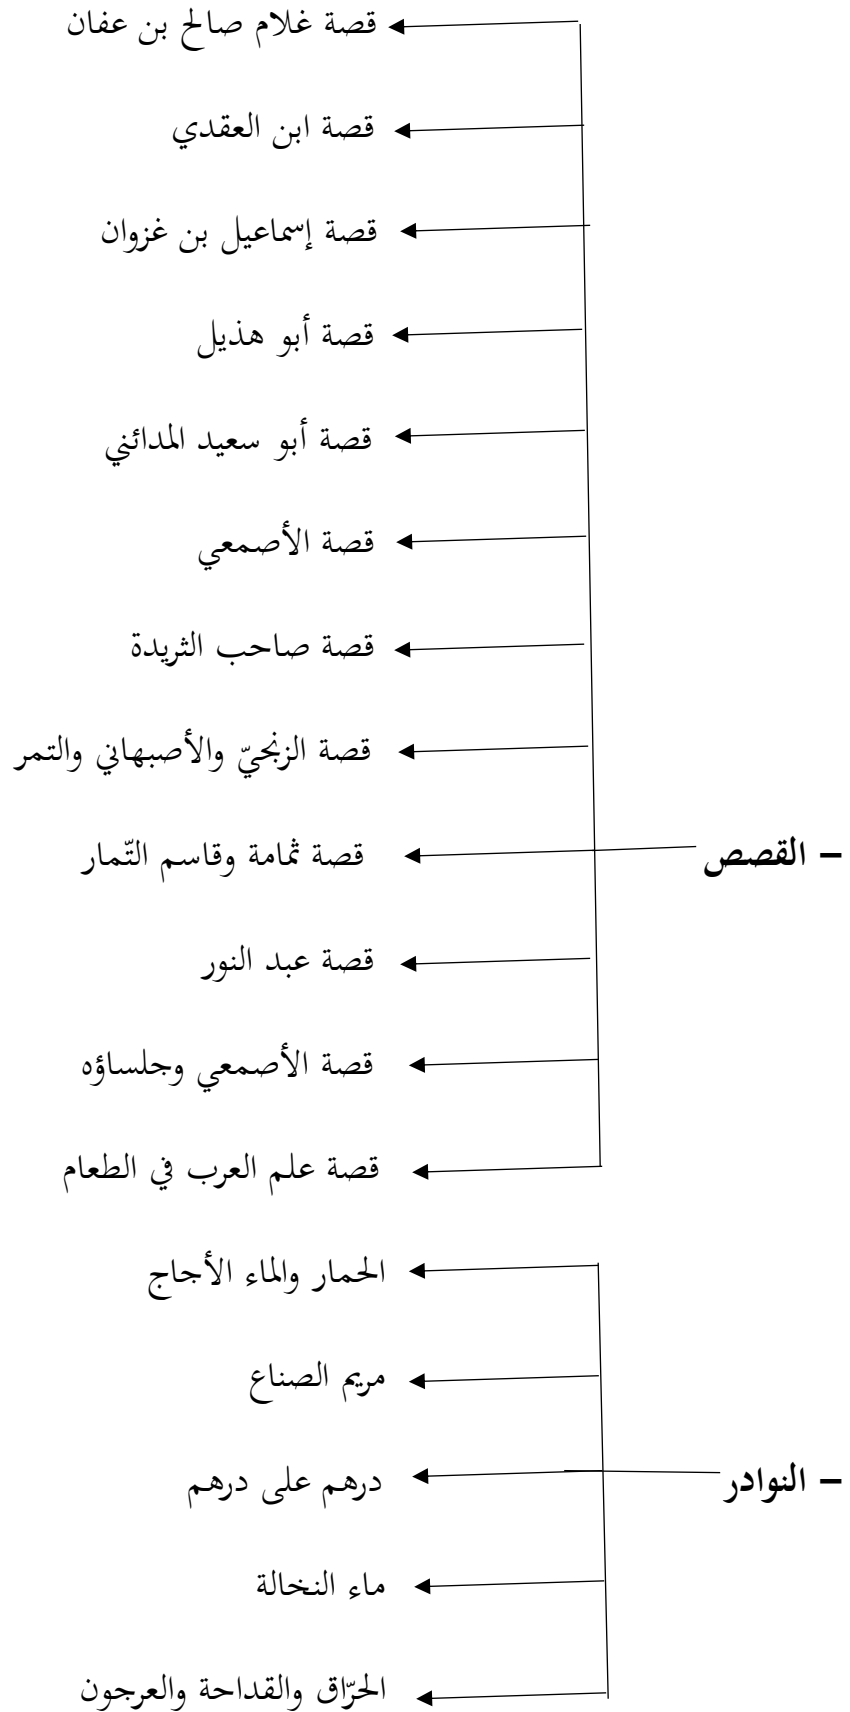 قصة غلام صالح بن عفان
قصة ابن العقدي
قصة إسماعيل بن غزوان
قصة أبو هذيل
قصة أبو سعيد المدائني
قصة الأصمعي
قصة صاحب الثريدة
قصة الزنجيّ والأصبهاني والتمر
– القصص
قصة ثمامة وقاسم التّمار
قصة عبد النور
قصة الأصمعي وجلساؤه
قصة علم العرب في الطعام
الحمار والماء الأجاج
مريم الصناع
– النوادر
درهم على درهم
ماء النخالة
الحرّاق والقداحة والعرجون